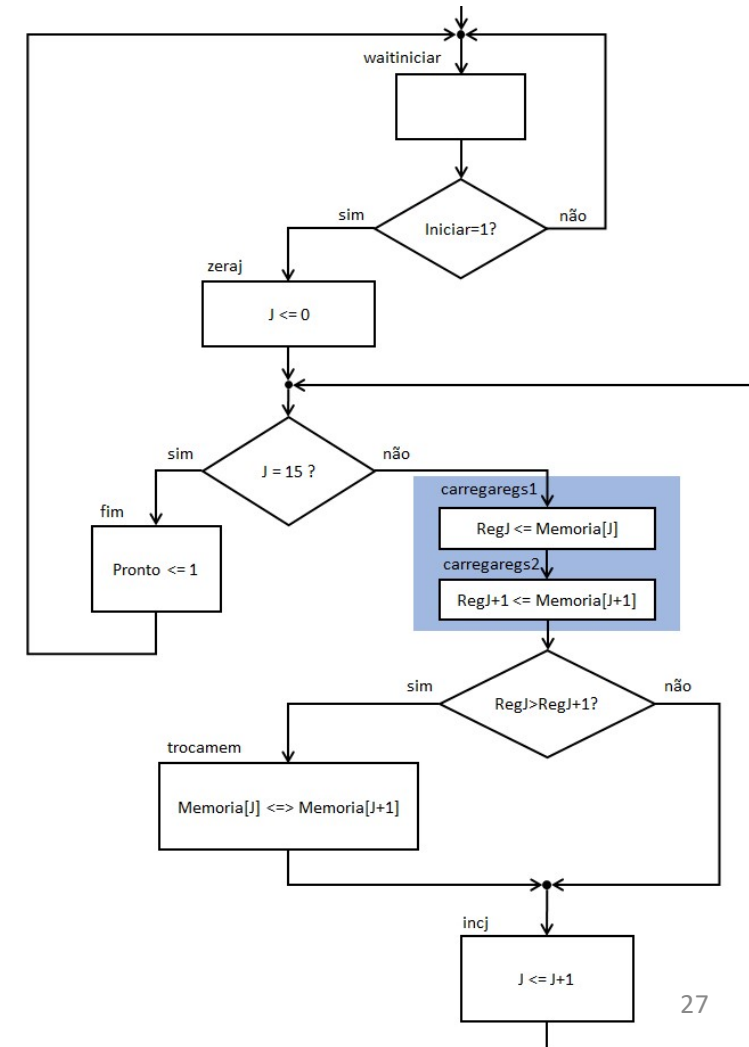 waitiniciar
sim
Iniciar=1?
não
zeraj
J <= 0
sim
J = 15 ?
não
fim
Pronto <= 1
carregaregs1
RegJ <= Memoria[J]
carregaregs2
RegJ+1 <= Memoria[J+1]
sim
RegJ>RegJ+1?
não
trocamem
Memoria[J] <=> Memoria[J+1]
incj
J <= J+1
27